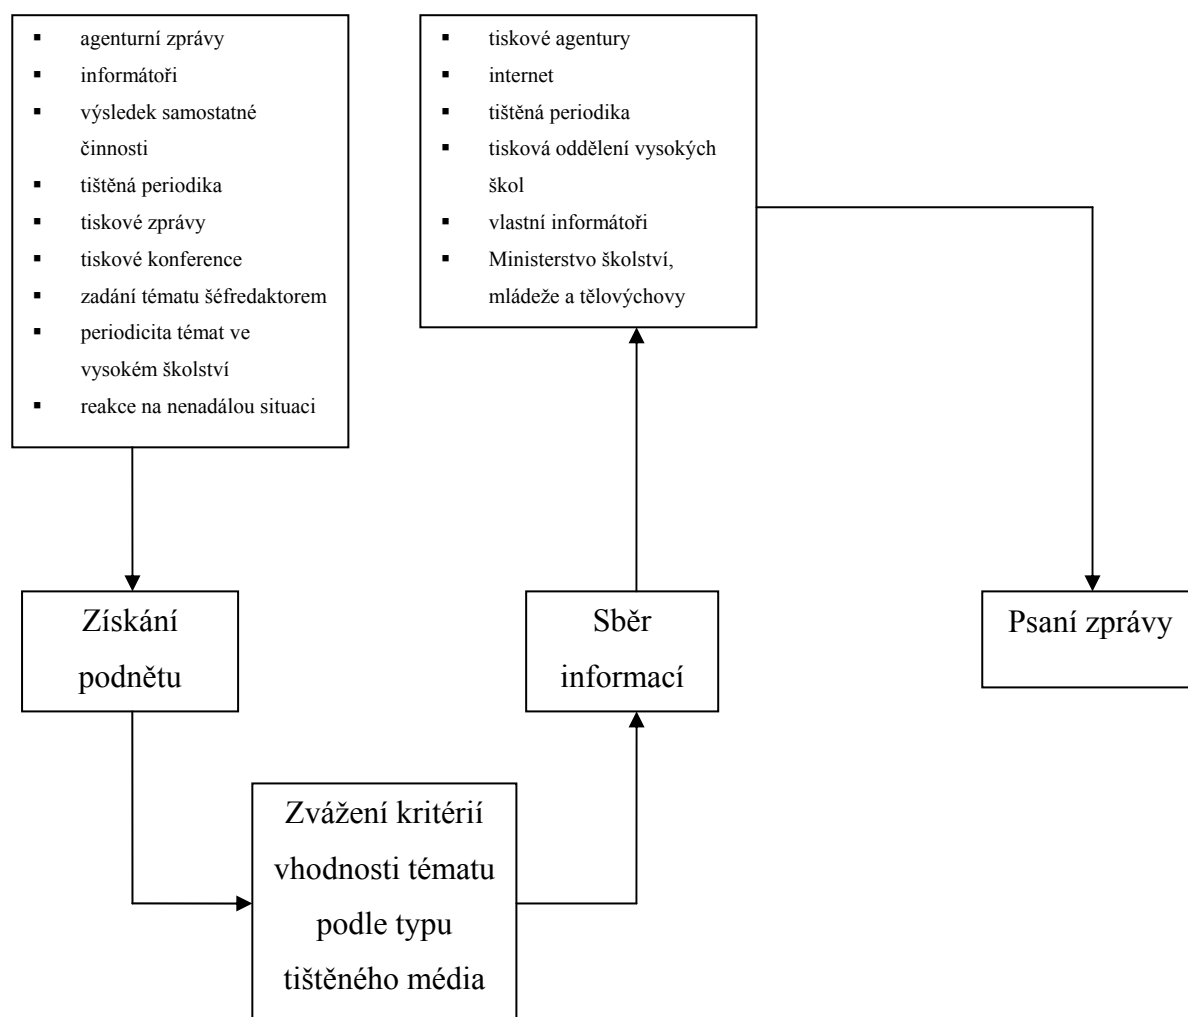 ▪ agenturní zprávy
▪ informátoři
▪ výsledek samostatné
činnosti
▪ tištěná periodika
▪ tiskové zprávy
▪ tiskové konference
▪ zadání tématu šéfredaktorem
▪ periodicita témat ve
vysokém školství
▪ reakce na nenadálou situaci
▪ tiskové agentury
▪ internet
▪ tištěná periodika
▪ tisková oddělení vysokých
škol
▪ vlastní informátoři
▪ Ministerstvo školství,
mládeže a tělovýchovy
Získání
podnětu
Sběr
informací
Psaní zprávy
Zvážení kritérií
vhodnosti tématu
podle typu
tištěného média